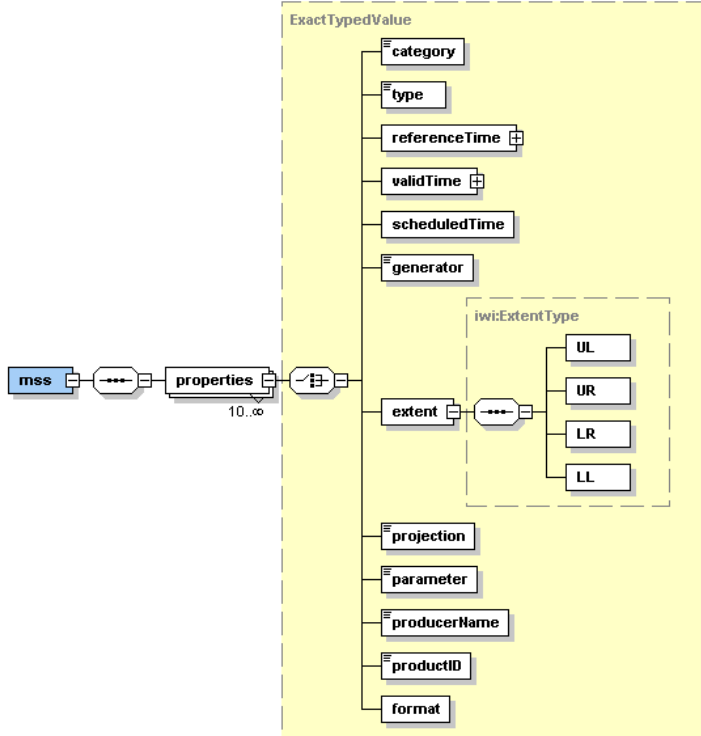 ExactTypedValue
category
type
referenceTime
validTime
scheduledTime
generator
iwi:ExtentType
UL
mss
properties
UR
10..∞
extent
LR
LL
projection
parameter
producerName
productID
format